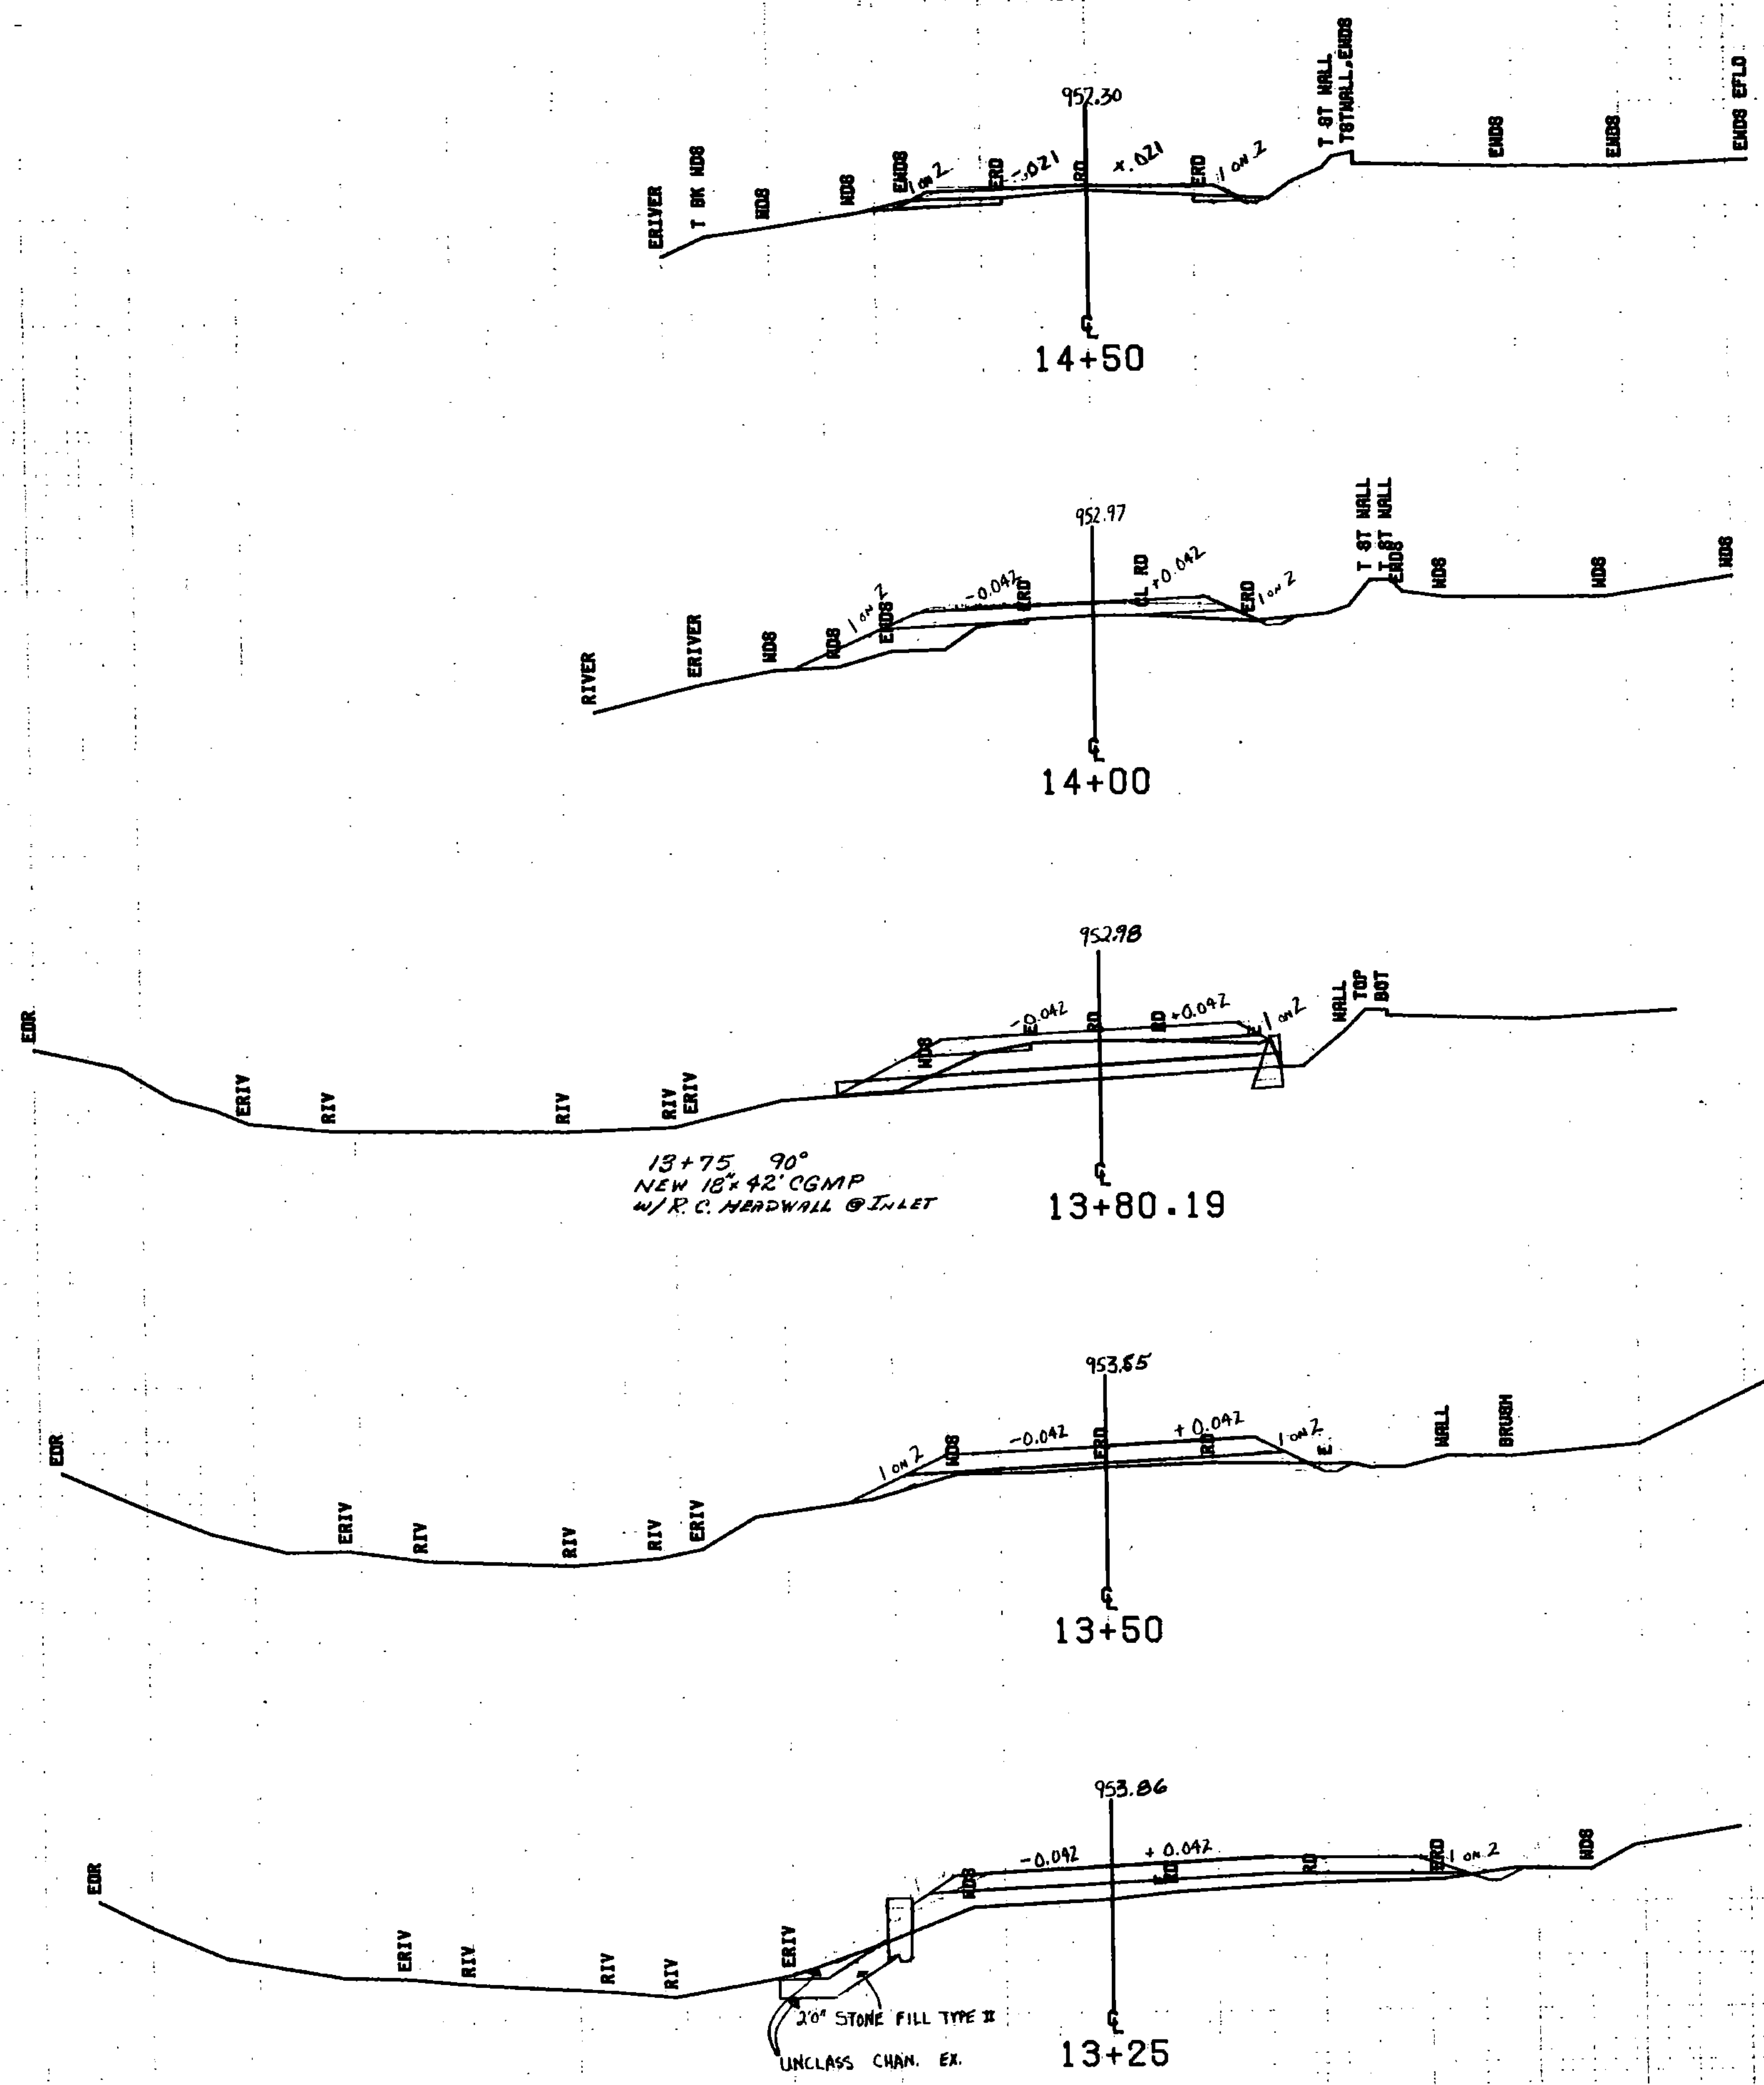 952.30
ERIVER
T BK WDS
WDS
WDS
ENDS
1 ON 2
ERD
-.021
RD
+.021
ERD
1 ON 2
T ST WALL
TSTWALL,ENDS
ENDS
ENDS
ENDS EFLD
℄
14+50
952.97
RIVER
ERIVER
WDS
WDS
1 ON 2
ENDS
-0.042
ERD
CL RD
+0.042
ERD
1 ON 2
T ST WALL
T ST WALL
ENDS
WDS
WDS
WDS
℄
14+00
952.98
EOR
ERIV
RIV
RIV
RIV
ERIV
WDS
-0.042
E
RD
RD
+0.042
E
1 ON 2
WALL
TOP
BOT
13+75 90°
NEW 18"x 42' CGMP
W/R.C. HEADWALL @ INLET
℄
13+80.19
EOR
ERIV
RIV
RIV
RIV
ERIV
1 ON 2
WDS
-0.042
ERD
+0.042
RD
1 ON 2
E
WALL
BRUSH
℄
13+50
953.86
EOR
ERIV
RIV
RIV
RIV
ERIV
WDS
-0.042
+0.042
E
RD
RD
ERD
1 ON 2
WDS
2'0" STONE FILL TYPE II
UNCLASS CHAN. EX.
℄
13+25